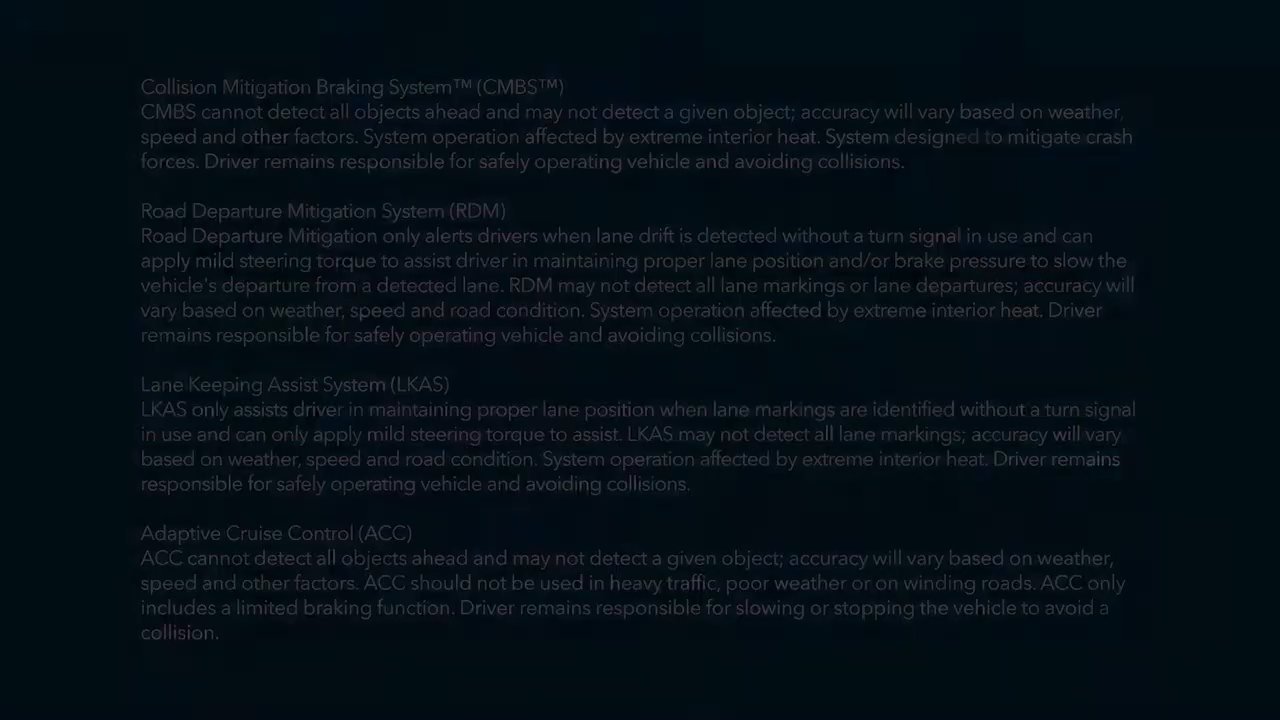 Collision Mitigation Braking System™ (CMBS™)
CMBS cannot detect all objects ahead and may not detect a given object; accuracy will vary based on weather,
speed and other factors. System operation affected by extreme interior heat. System designed to mitigate crash
forces. Driver remains responsible for safely operating vehicle and avoiding collisions.
Road Departure Mitigation System (RDM)
Road Departure Mitigation only alerts drivers when lane drift is detected without a turn signal in use and can
apply mild steering torque to assist driver in maintaining proper lane position and/or brake pressure to slow the
vehicle's departure from a detected lane. RDM may not detect all lane markings or lane departures; accuracy will
vary based on weather, speed and road condition. System operation affected by extreme interior heat. Driver
remains responsible for safely operating vehicle and avoiding collisions.
Lane Keeping Assist System (LKAS)
LKAS only assists driver in maintaining proper lane position when lane markings are identified without a turn signal
in use and can only apply mild steering torque to assist. LKAS may not detect all lane markings; accuracy will vary
based on weather, speed and road condition. System operation affected by extreme interior heat. Driver remains
responsible for safely operating vehicle and avoiding collisions.
Adaptive Cruise Control (ACC)
ACC cannot detect all objects ahead and may not detect a given object; accuracy will vary based on weather,
speed and other factors. ACC should not be used in heavy traffic, poor weather or on winding roads. ACC only
includes a limited braking function. Driver remains responsible for slowing or stopping the vehicle to avoid a
collision.